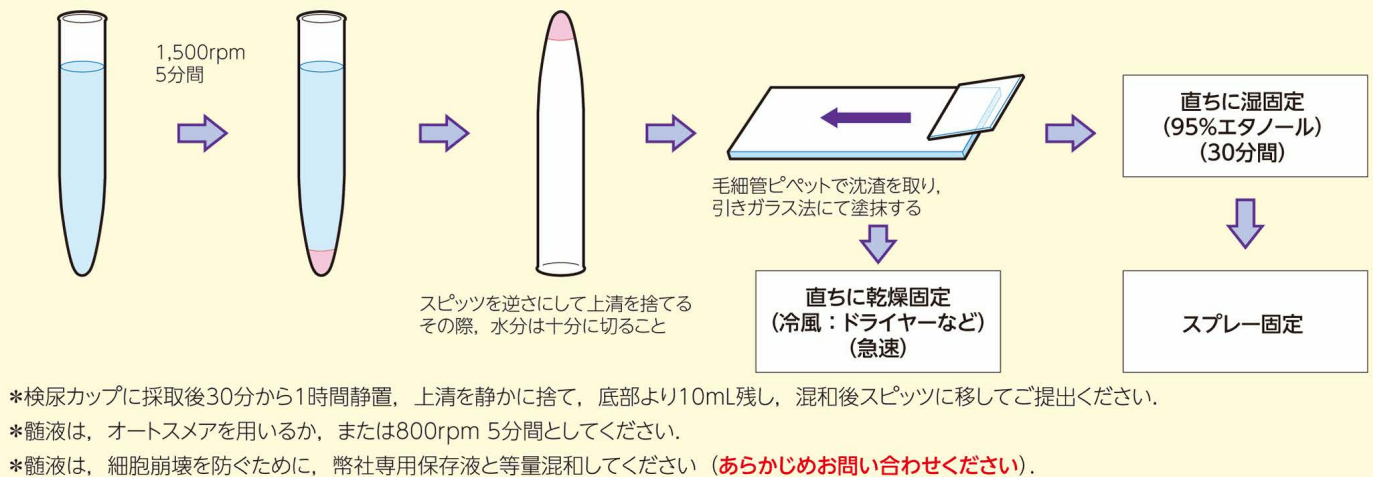 1,500rpm
5分間
スピッツを逆さにして上清を捨てる
その際，水分は十分に切ること
毛細管ピペットで沈渣を取り，
引きガラス法にて塗抹する
直ちに湿固定
（95％エタノール）
（30分間）
直ちに乾燥固定
（冷風：ドライヤーなど）
（急速）
スプレー固定
＊検尿カップに採取後30分から1時間静置，上清を静かに捨て，底部より10mL残し，混和後スピッツに移してご提出ください．
＊髄液は，オートスメアを用いるか，または800rpm 5分間としてください．
＊髄液は，細胞崩壊を防ぐために，幣社専用保存液と等量混和してください（あらかじめお問い合わせください）．